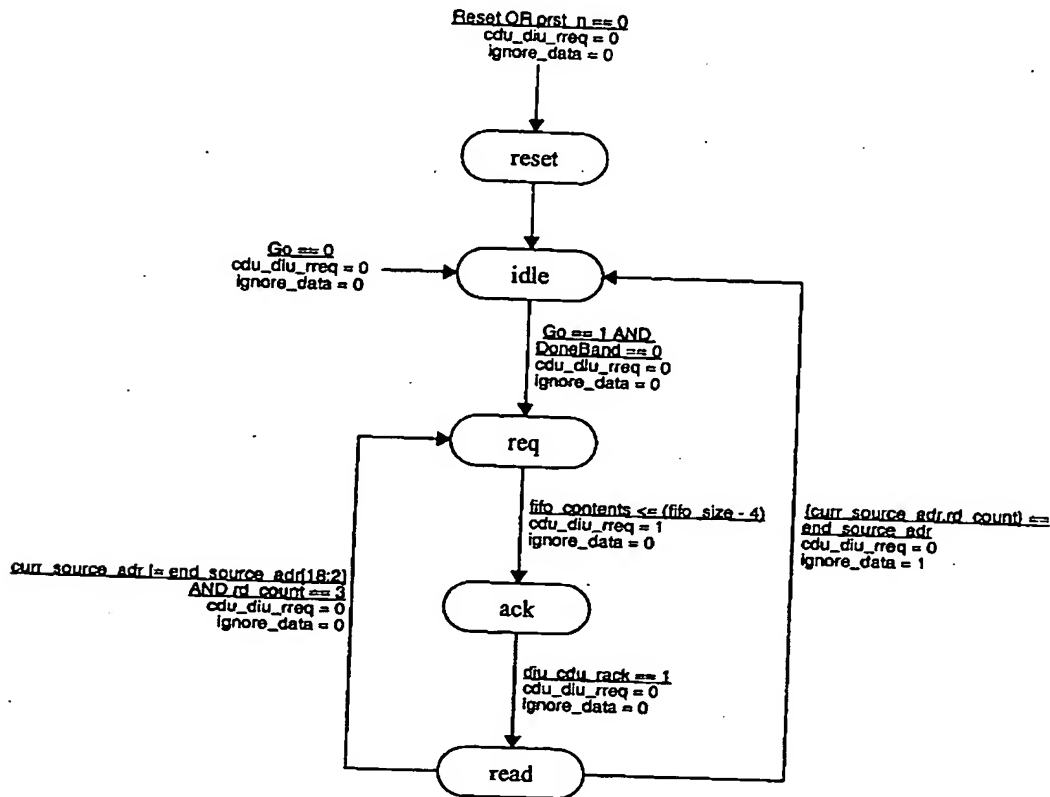 Reset OR prst_n == 0
cdu_diu_rreq = 0
ignore_data = 0
reset
Go == 0
cdu_diu_rreq = 0
ignore_data = 0
idle
Go == 1 AND
DoneBand == 0
cdu_diu_rreq = 0
ignore_data = 0
req
fifo_contents <= (fifo_size - 4)
cdu_diu_rreq = 1
ignore_data = 0
{curr_source_adr,rd_count} ==
end_source_adr
cdu_diu_rreq = 0
ignore_data = 1
curr_source_adr != end_source_adr[18:2]
AND rd_count == 3
cdu_diu_rreq = 0
ignore_data = 0
ack
diu_cdu_rack == 1
cdu_diu_rreq = 0
ignore_data = 0
read